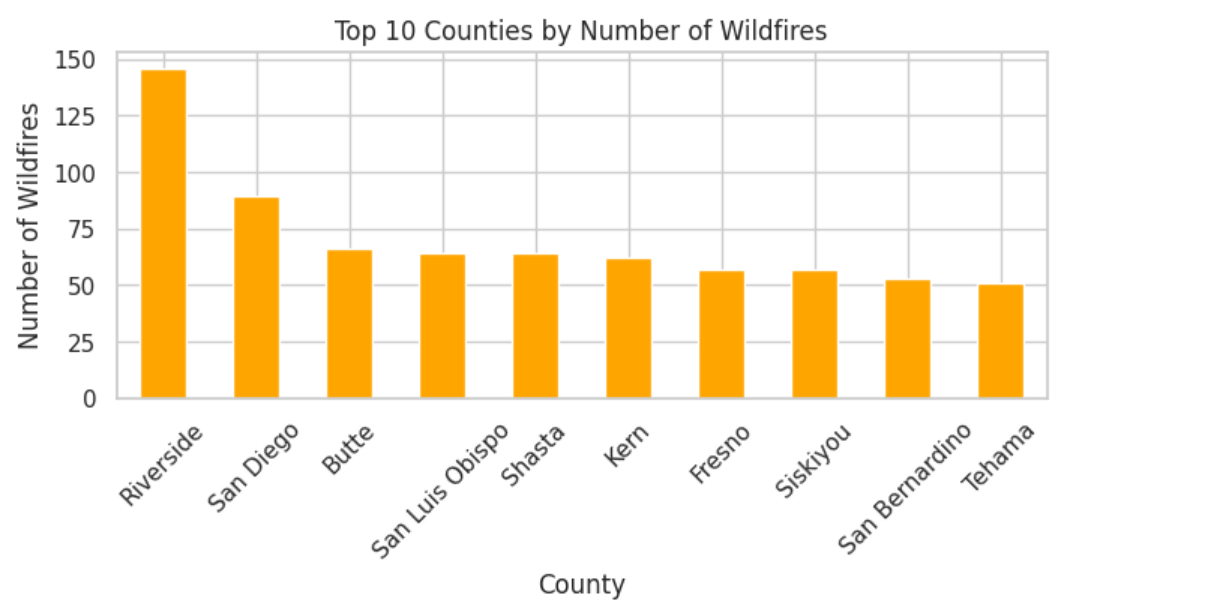 Top 10 Counties by Number of Wildfires
Number of Wildfires
150
125
100
75
50
25
0
Riverside
San Diego
Butte
San Luis Obispo
Shasta
Kern
Fresno
Siskiyou
San Bernardino
Tehama
County